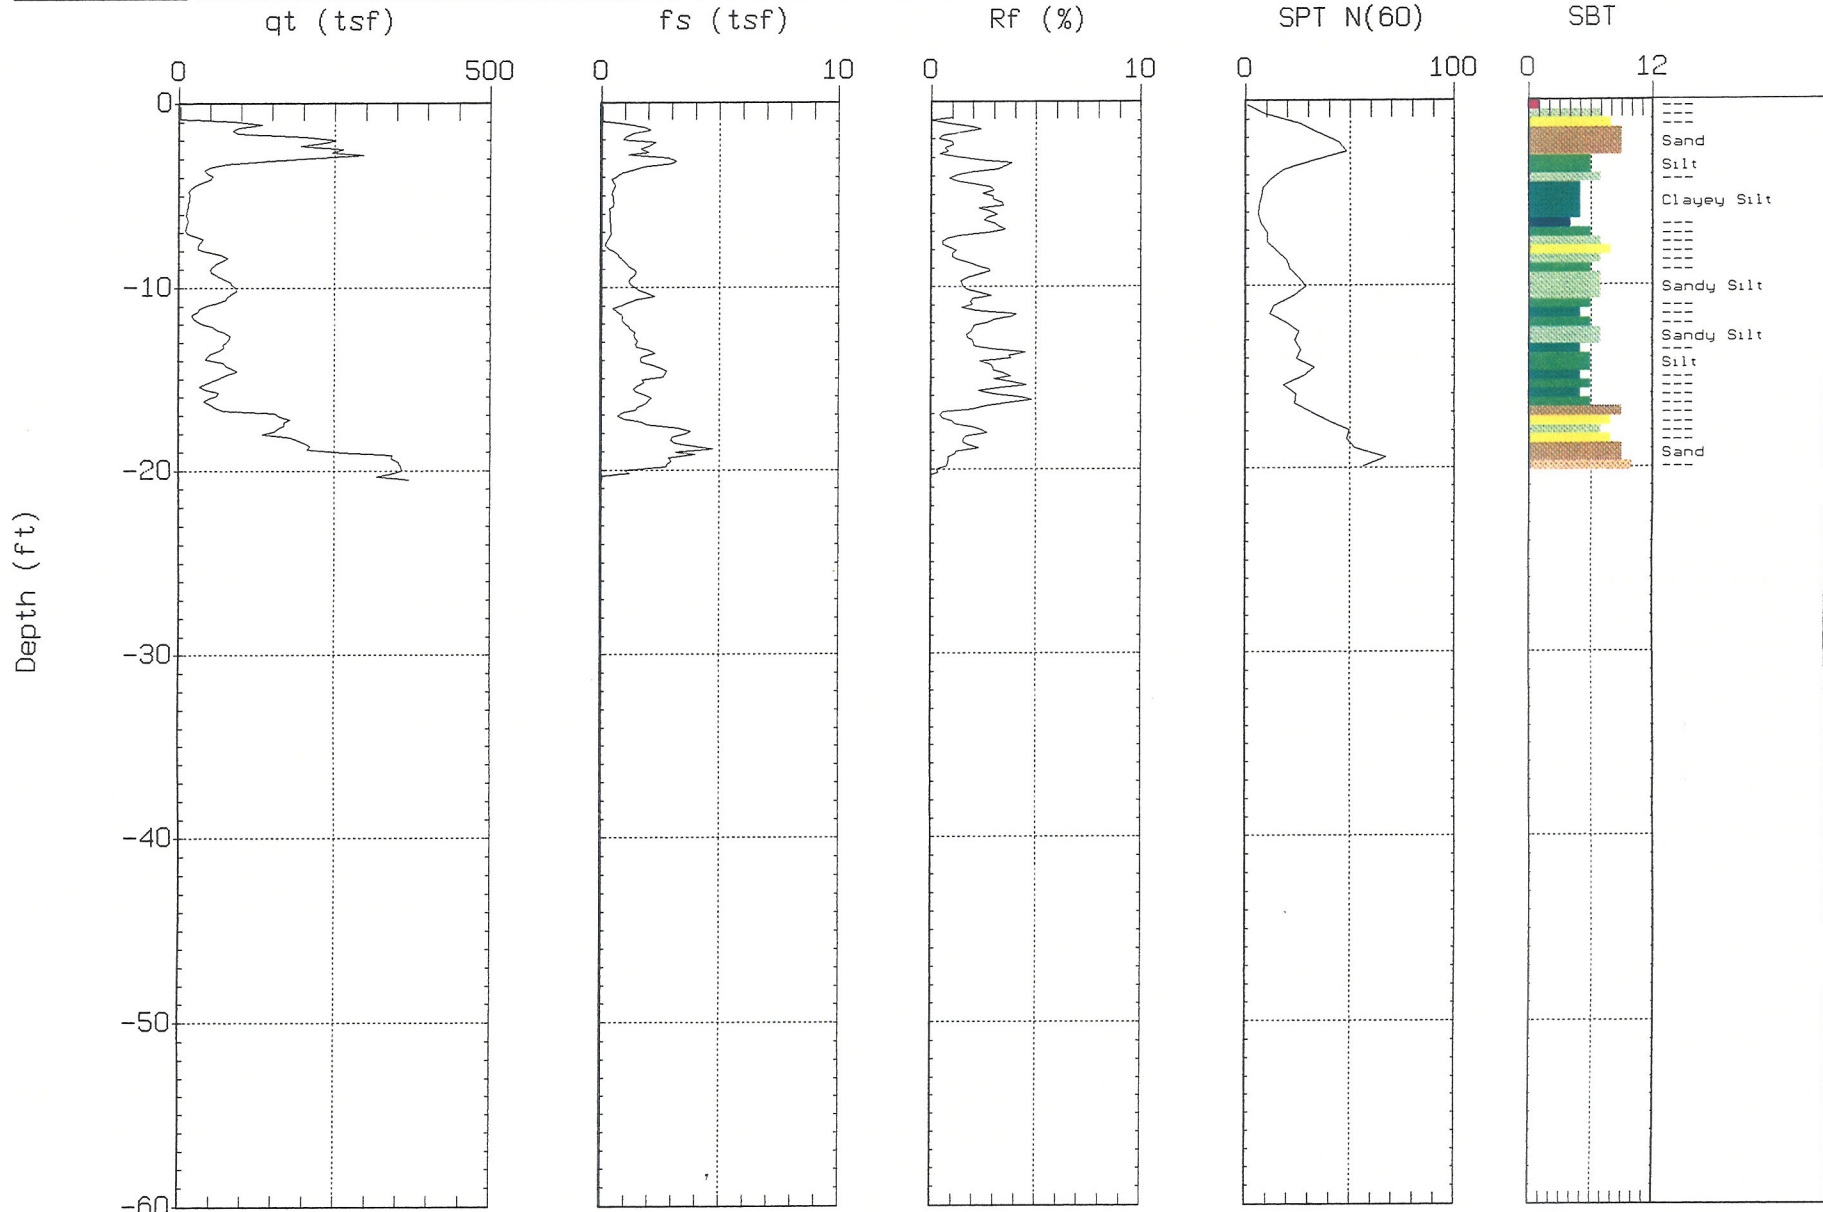 qt (tsf) fs (tsf) Rf (%) SPT N(60) SBT
0 500 0 10 0 10 0 100 0 12
0
Sand
Silt
Clayey Silt
-10
Sandy Silt
Sandy Silt
Silt
Sand
-20
Depth (ft)
-30
-40
-50
-60